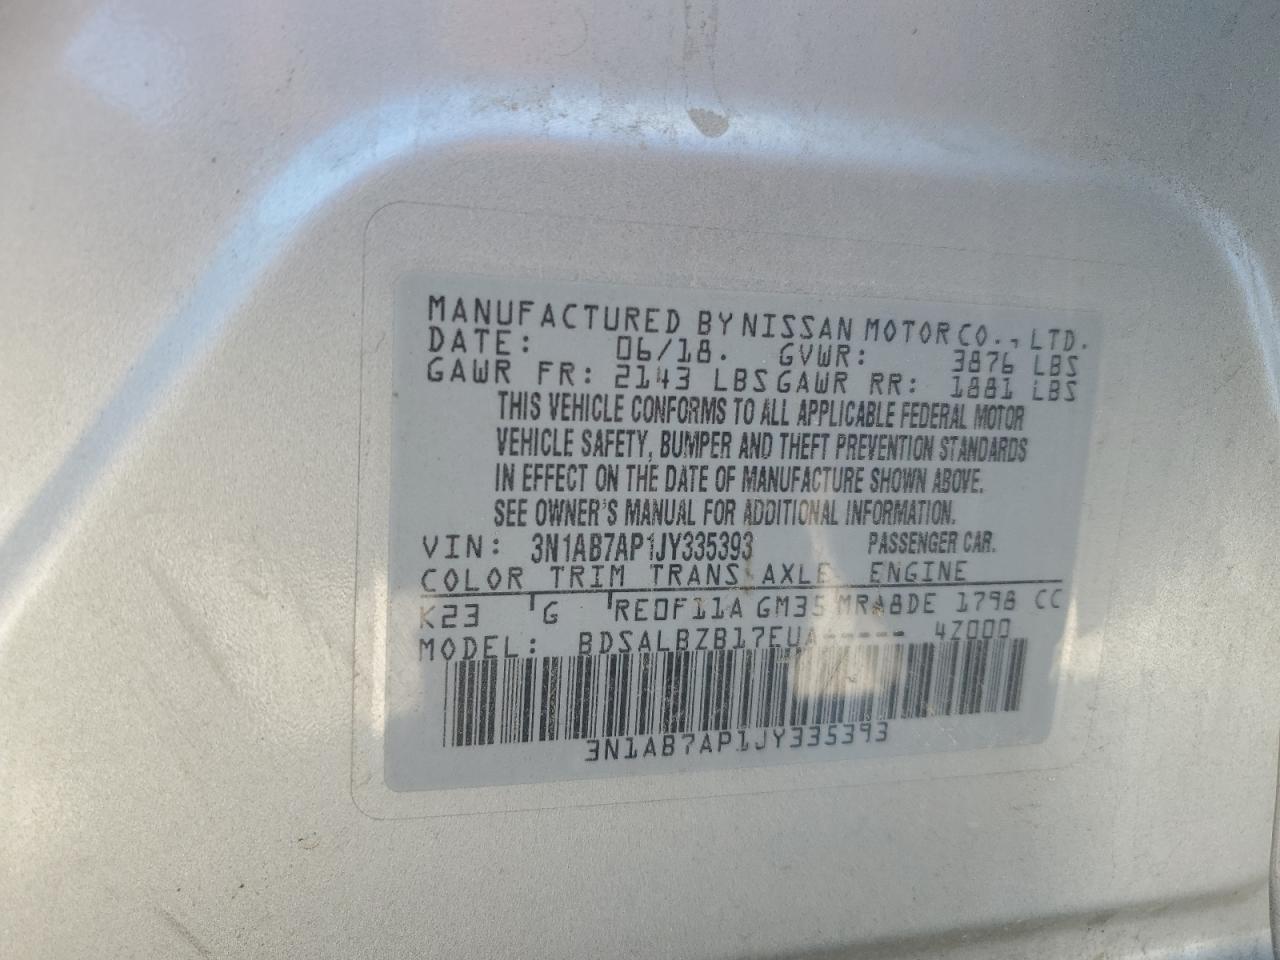 MANUFACTURED BY NISSAN MOTOR CO., LTD.
DATE: 06/18. GVWR: 3876 LBS
GAWR FR: 2143 LBS GAWR RR: 1881 LBS
THIS VEHICLE CONFORMS TO ALL APPLICABLE FEDERAL MOTOR
VEHICLE SAFETY, BUMPER AND THEFT PREVENTION STANDARDS
IN EFFECT ON THE DATE OF MANUFACTURE SHOWN ABOVE.
SEE OWNER'S MANUAL FOR ADDITIONAL INFORMATION.
VIN: 3N1AB7AP1JY335393 PASSENGER CAR.
COLOR TRIM TRANS AXLE ENGINE
K23 G RE0F11A GM35 MRA8DE 1798 CC
MODEL: BDSALBZB17EUA----- 4Z000
3N1AB7AP1JY335393